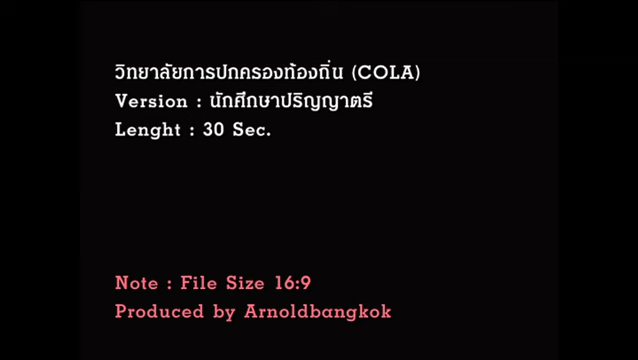 วิทยาลัยการปกครองท้องถิ่น (COLA)
Version : นักศึกษาปริญญาตรี
Lenght : 30 Sec.
Note : File Size 16:9
Produced by Arnoldbangkok